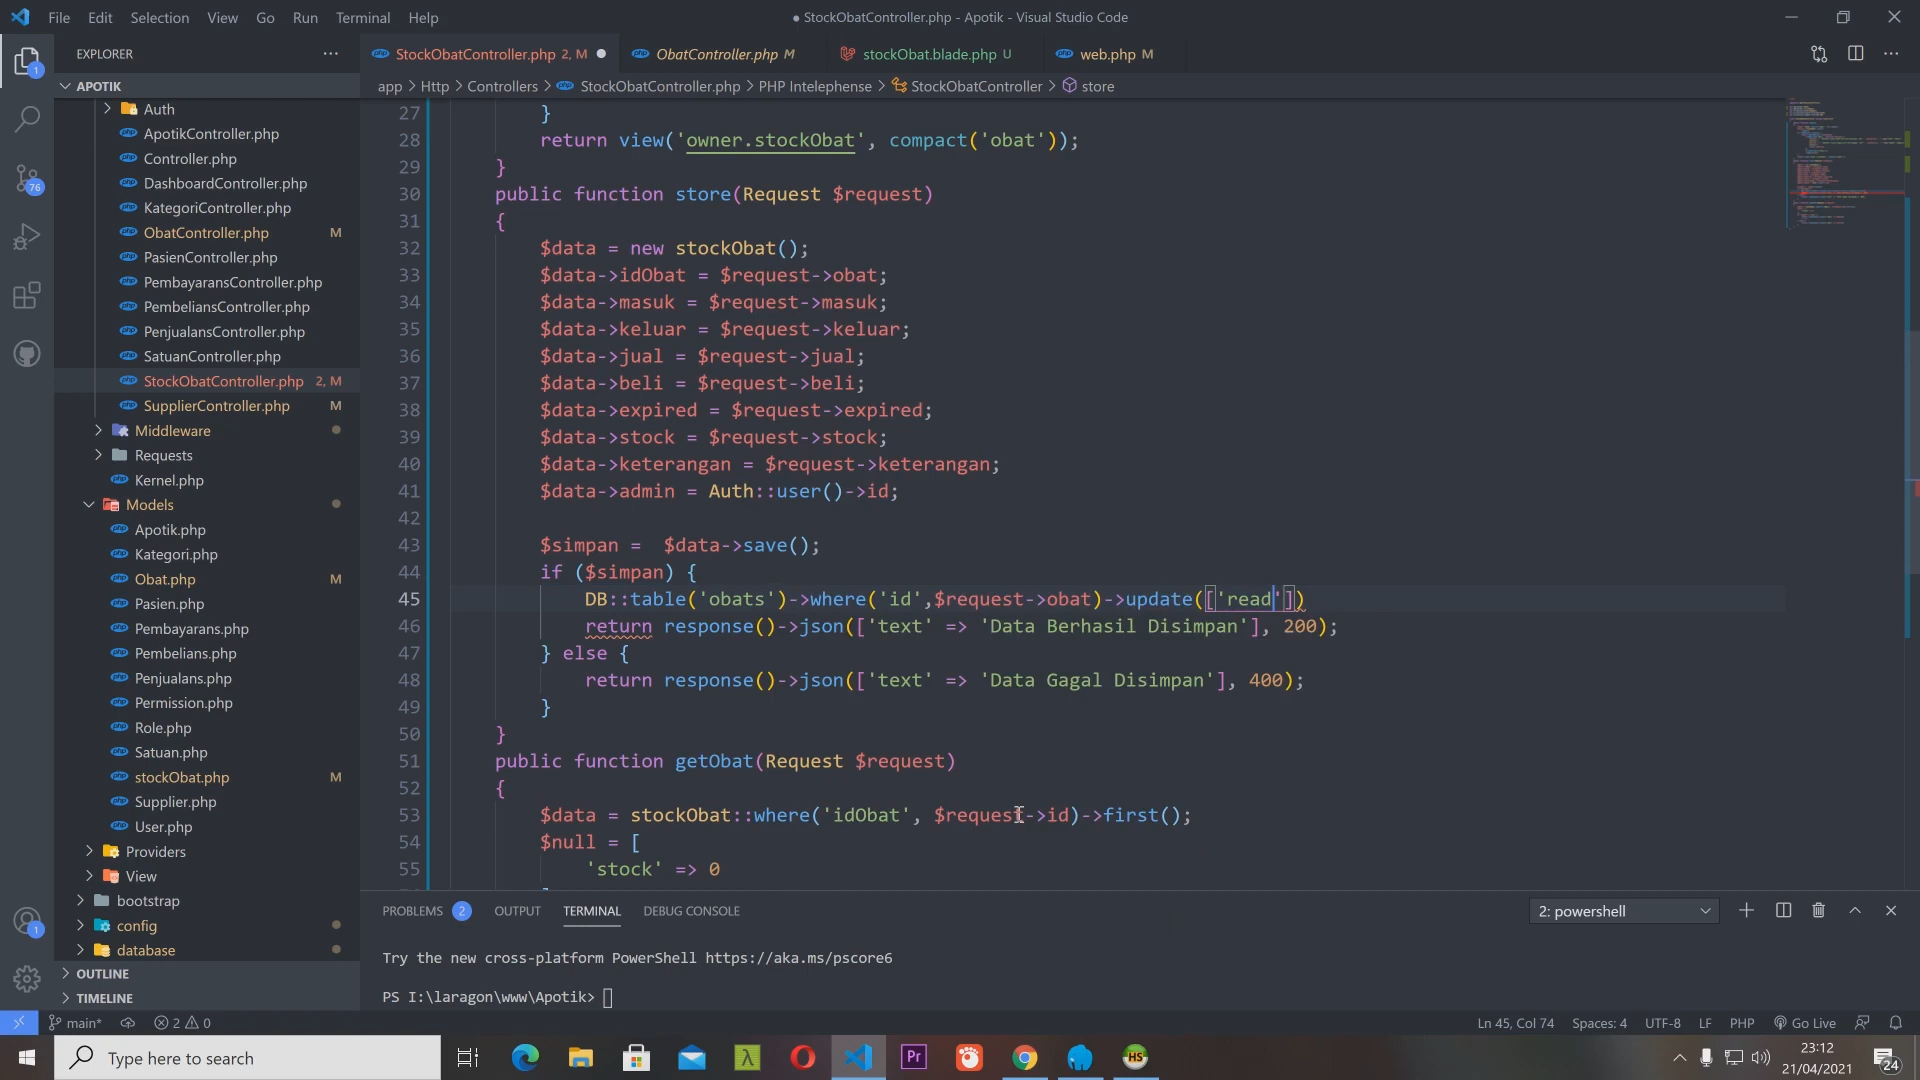 File Edit Selection View Go Run Terminal Help
● StockObatController.php - Apotik - Visual Studio Code
EXPLORER
StockObatController.php 2, M
ObatController.php M
stockObat.blade.php U
web.php M
APOTIK
app > Http > Controllers > StockObatController.php > PHP Intelephense > StockObatController > store
Auth
ApotikController.php
Controller.php
DashboardController.php
KategoriController.php
ObatController.php M
PasienController.php
PembayaransController.php
PembeliansController.php
PenjualansController.php
SatuanController.php
StockObatController.php 2, M
SupplierController.php M
Middleware
Requests
Kernel.php
Models
Apotik.php
Kategori.php
Obat.php M
Pasien.php
Pembayarans.php
Pembelians.php
Penjualans.php
Permission.php
Role.php
Satuan.php
stockObat.php M
Supplier.php
User.php
Providers
View
bootstrap
config
database
OUTLINE
TIMELINE
27 }
28 return view('owner.stockObat', compact('obat'));
29 }
30 public function store(Request $request)
31 {
32 $data = new stockObat();
33 $data->idObat = $request->obat;
34 $data->masuk = $request->masuk;
35 $data->keluar = $request->keluar;
36 $data->jual = $request->jual;
37 $data->beli = $request->beli;
38 $data->expired = $request->expired;
39 $data->stock = $request->stock;
40 $data->keterangan = $request->keterangan;
41 $data->admin = Auth::user()->id;
42
43 $simpan =  $data->save();
44 if ($simpan) {
45 DB::table('obats')->where('id',$request->obat)->update(['read'])
46 return response()->json(['text' => 'Data Berhasil Disimpan'], 200);
47 } else {
48 return response()->json(['text' => 'Data Gagal Disimpan'], 400);
49 }
50 }
51 public function getObat(Request $request)
52 {
53 $data = stockObat::where('idObat', $request->id)->first();
54 $null = [
55 'stock' => 0
PROBLEMS 2 OUTPUT TERMINAL DEBUG CONSOLE
2: powershell
Try the new cross-platform PowerShell https://aka.ms/pscore6
PS I:\laragon\www\Apotik>
1
76
1
main* 2 0
Ln 45, Col 74 Spaces: 4 UTF-8 LF PHP Go Live
Type here to search
Pr
HS
23:12
21/04/2021
24